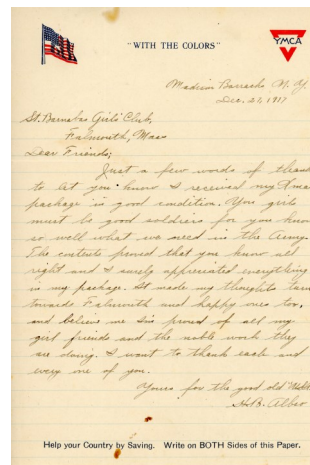 "WITH THE COLORS"
YMCA
Madison Barracks N. Y.
Dec. 21, 1917
St. Barnabas Girls' Club,
Falmouth, Mass
Dear Friends;
Just a few words of thanks
to let you know I received my Xmas
package in good condition. You girls
must be good soldiers for you know
so well what we need in the Army.
The contents proved that you know all
right and I surely appreciated everything
in my package. It made my thoughts turn
towards Falmouth and happy ones too,
and believe me I'm proud of all my
girl friends and the noble work they
are doing. I want to thank each and
every one of you.
Yours for the good old
H. B. Albro
Help your Country by Saving. Write on BOTH Sides of this Paper.